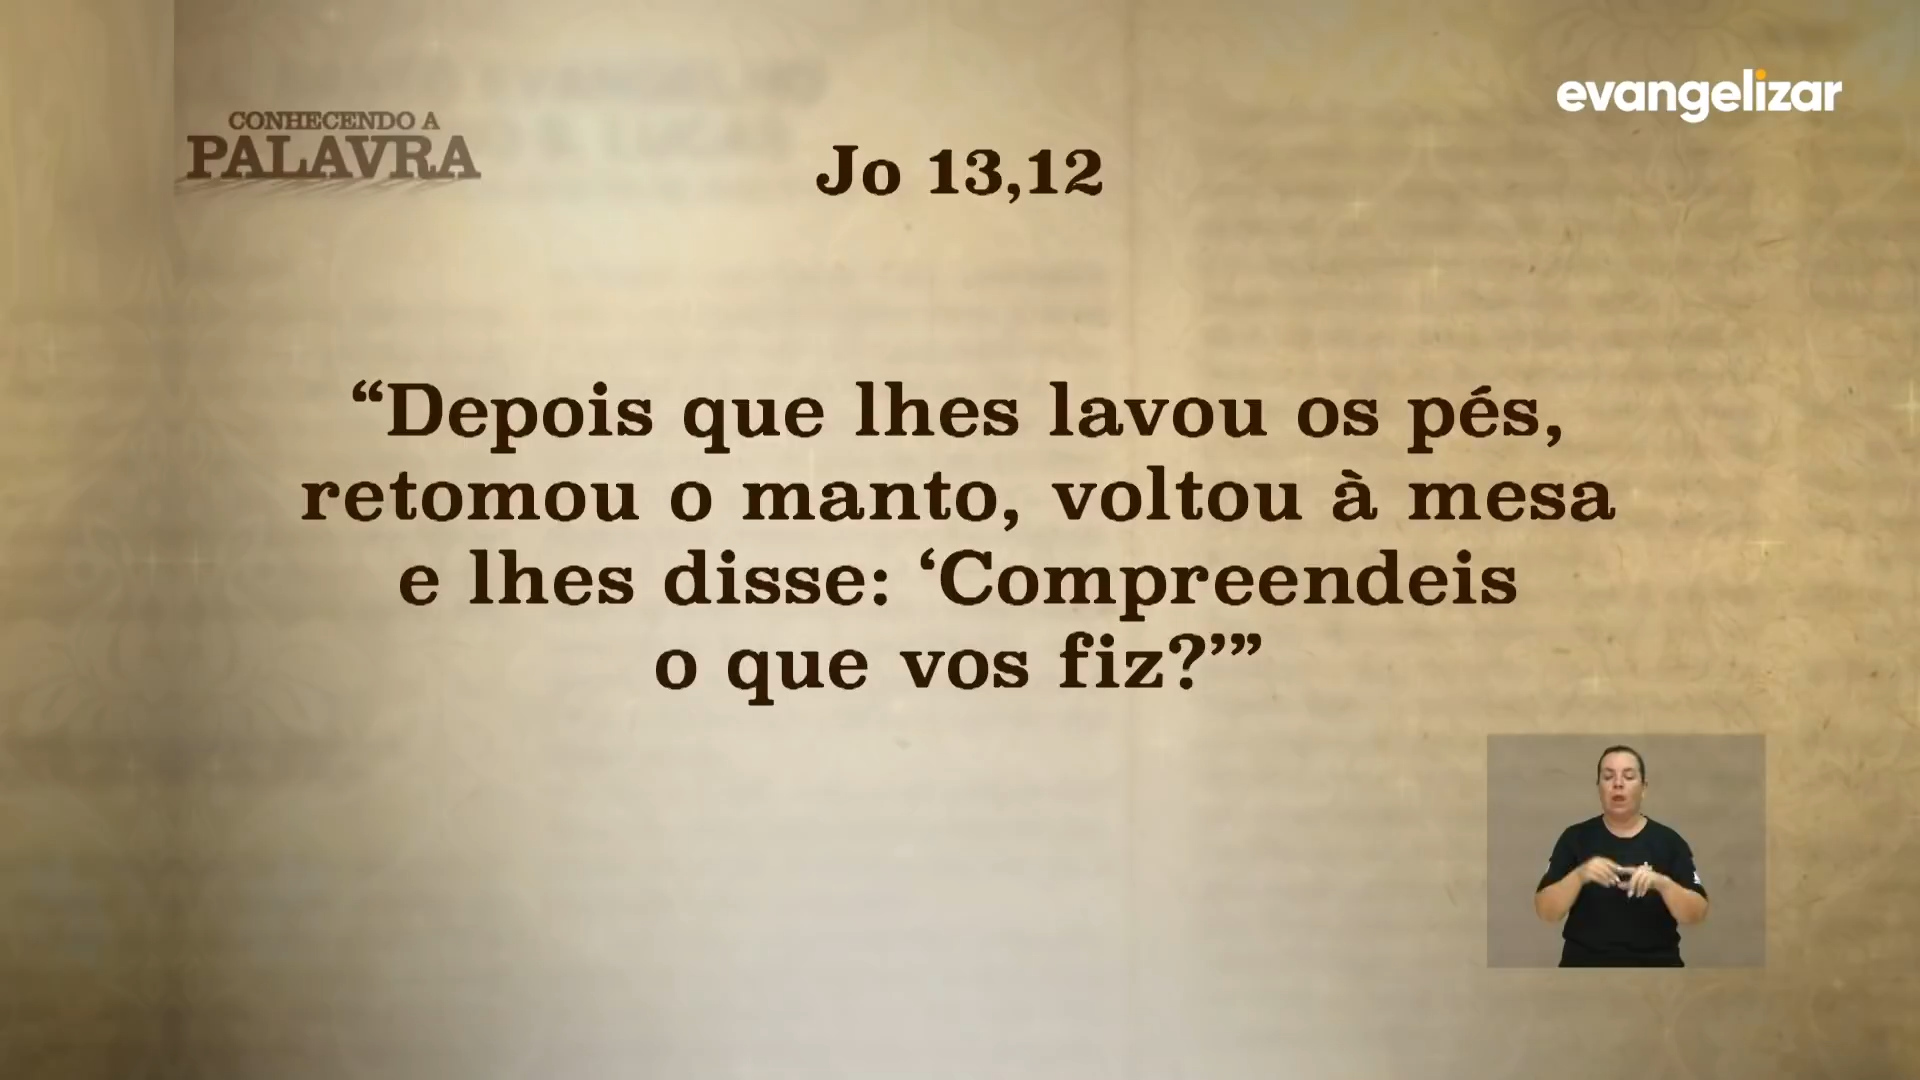 CONHECENDO A
PALAVRA
evangelizar
Jo 13,12
“Depois que lhes lavou os pés,
retomou o manto, voltou à mesa
e lhes disse: ‘Compreendeis
o que vos fiz?’”